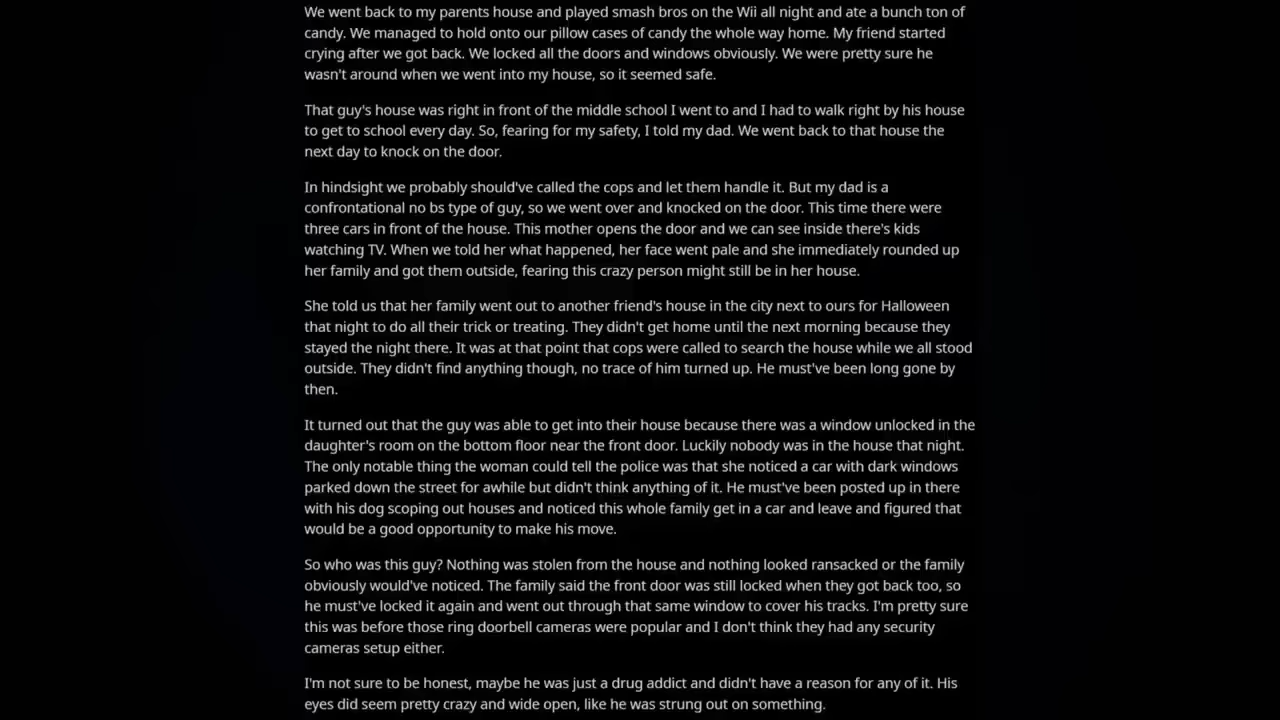 We went back to my parents house and played smash bros on the Wii all night and ate a bunch ton of
candy. We managed to hold onto our pillow cases of candy the whole way home. My friend started
crying after we got back. We locked all the doors and windows obviously. We were pretty sure he
wasn't around when we went into my house, so it seemed safe.
That guy's house was right in front of the middle school I went to and I had to walk right by his house
to get to school every day. So, fearing for my safety, I told my dad. We went back to that house the
next day to knock on the door.
In hindsight we probably should've called the cops and let them handle it. But my dad is a
confrontational no bs type of guy, so we went over and knocked on the door. This time there were
three cars in front of the house. This mother opens the door and we can see inside there's kids
watching TV. When we told her what happened, her face went pale and she immediately rounded up
her family and got them outside, fearing this crazy person might still be in her house.
She told us that her family went out to another friend's house in the city next to ours for Halloween
that night to do all their trick or treating. They didn't get home until the next morning because they
stayed the night there. It was at that point that cops were called to search the house while we all stood
outside. They didn't find anything though, no trace of him turned up. He must've been long gone by
then.
It turned out that the guy was able to get into their house because there was a window unlocked in the
daughter's room on the bottom floor near the front door. Luckily nobody was in the house that night.
The only notable thing the woman could tell the police was that she noticed a car with dark windows
parked down the street for awhile but didn't think anything of it. He must've been posted up in there
with his dog scoping out houses and noticed this whole family get in a car and leave and figured that
would be a good opportunity to make his move.
So who was this guy? Nothing was stolen from the house and nothing looked ransacked or the family
obviously would've noticed. The family said the front door was still locked when they got back too, so
he must've locked it again and went out through that same window to cover his tracks. I'm pretty sure
this was before those ring doorbell cameras were popular and I don't think they had any security
cameras setup either.
I'm not sure to be honest, maybe he was just a drug addict and didn't have a reason for any of it. His
eyes did seem pretty crazy and wide open, like he was strung out on something.